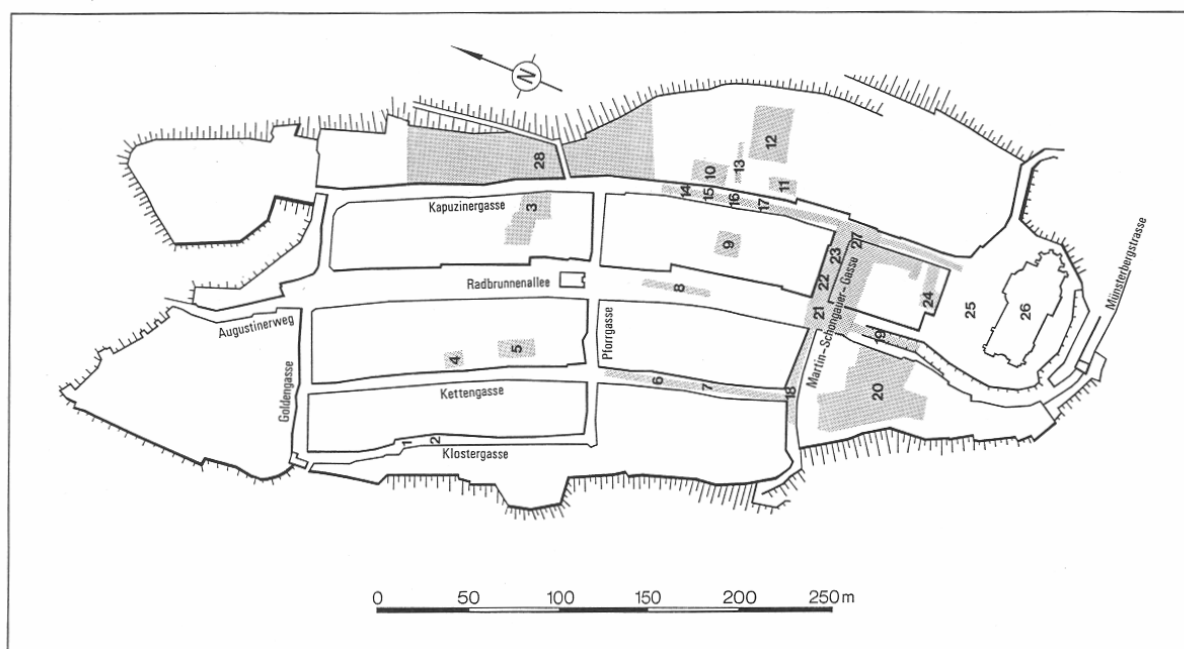 N
12
28
10
13
11
14
15
16
17
Kapuzinergasse
3
9
23
27
22
Radbrunnenallee
8
21
24
25
26
Münsterbergstrasse
Augustinerweg
Pforrgasse
Martin-Schongauer-Gasse
19
4
5
Goldengasse
6
7
18
20
Kettengasse
1
2
Klostergasse
0 50 100 150 200 250 m